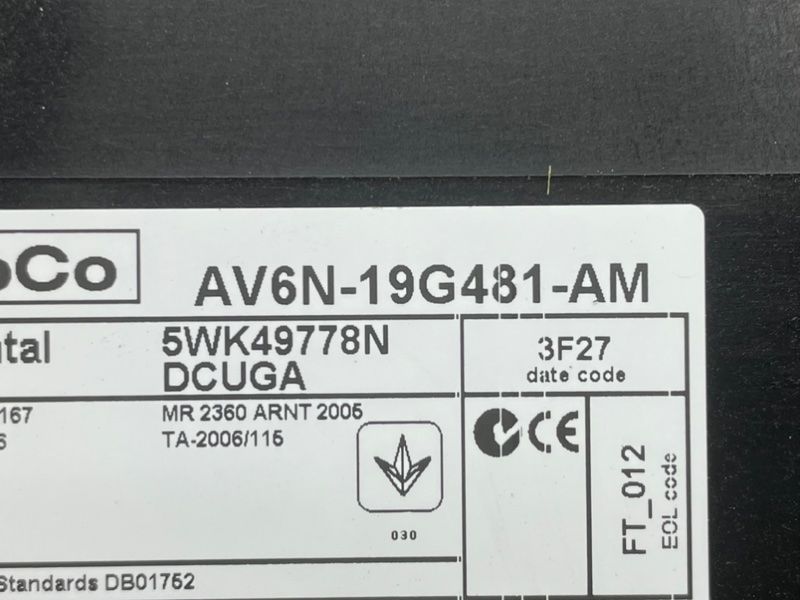 oCo
AV6N-19G481-AM
ntal
5WK49778N
DCUGA
3F27
date code
167
MR 2360 ARNT 2005
TA-2006/115
030
CE
FT_012
EOL code
Standards DB01752